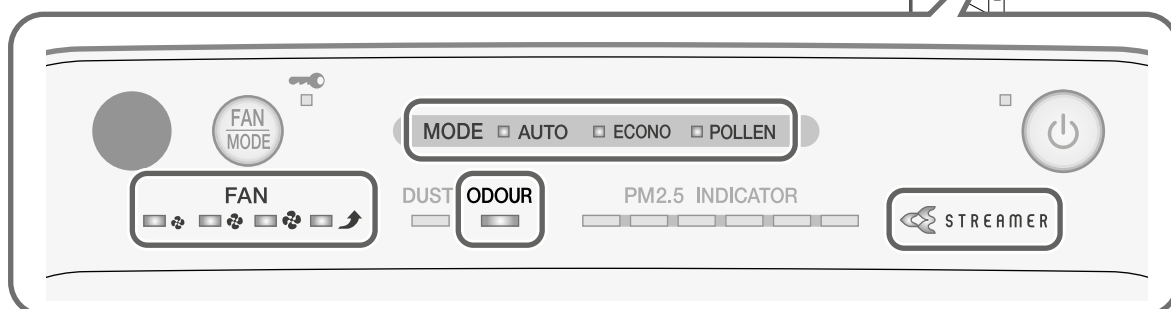 FAN
MODE
MODE AUTO ECONO POLLEN
FAN
DUST ODOUR PM2.5 INDICATOR
STREAMER